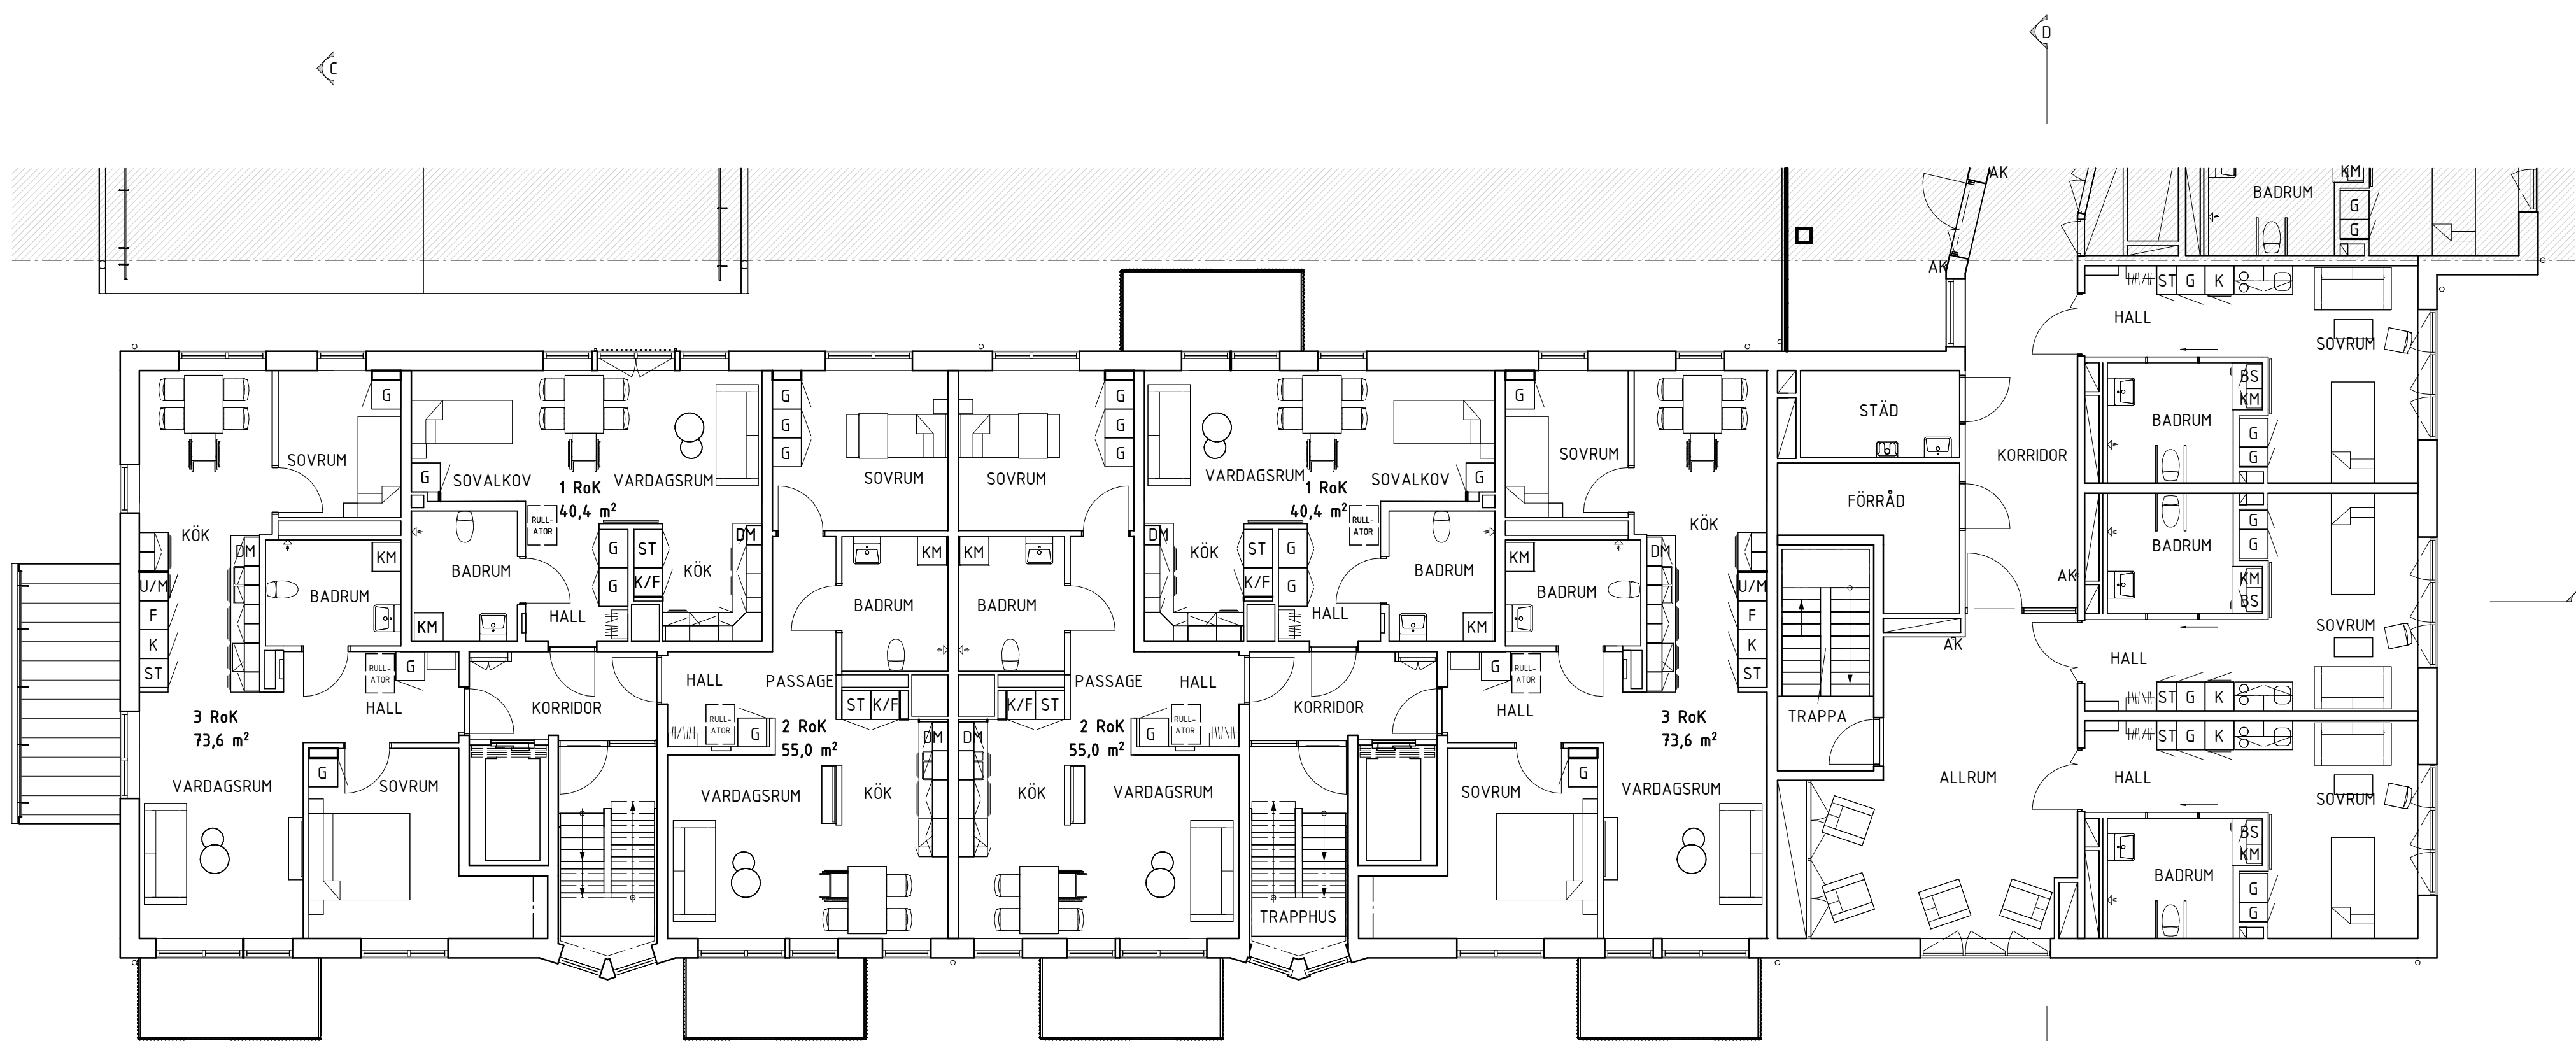 C
D
AK
KM
BADRUM
G
G
AK
ST G K
HALL
SOVRUM
BS
KM
BADRUM
G
G
G
SOVRUM
KÖK
G
SOVALKOV
1 RoK
40,4 m²
VARDAGSRUM
RULL-
ATOR
G
G
G
SOVRUM
SOVRUM
G
G
G
VARDAGSRUM
1 RoK
40,4 m²
SOVALKOV
G
RULL-
ATOR
G
SOVRUM
KÖK
STÄD
FÖRRÅD
KORRIDOR
DM
U/M
F
K
ST
KM
BADRUM
BADRUM
KM
HALL
G
G
ST
K/F
DM
KÖK
BADRUM
KM
KM
BADRUM
DM
KÖK
ST
K/F
G
G
HALL
BADRUM
KM
KM
BADRUM
DM
U/M
F
K
ST
BADRUM
G
G
KM
BS
AK
AK
SOVRUM
HALL
ST G K
3 RoK
73,6 m²
RULL-
ATOR
G
HALL
KORRIDOR
HALL
PASSAGE
RULL-
ATOR
G
2 RoK
55,0 m²
ST K/F
DM
K/F ST
DM
PASSAGE
2 RoK
55,0 m²
HALL
G
RULL-
ATOR
KORRIDOR
G
RULL-
ATOR
HALL
3 RoK
73,6 m²
TRAPPA
ALLRUM
ST G K
HALL
SOVRUM
VARDAGSRUM
G
SOVRUM
VARDAGSRUM
KÖK
KÖK
VARDAGSRUM
TRAPPHUS
SOVRUM
G
VARDAGSRUM
BS
KM
BADRUM
G
G